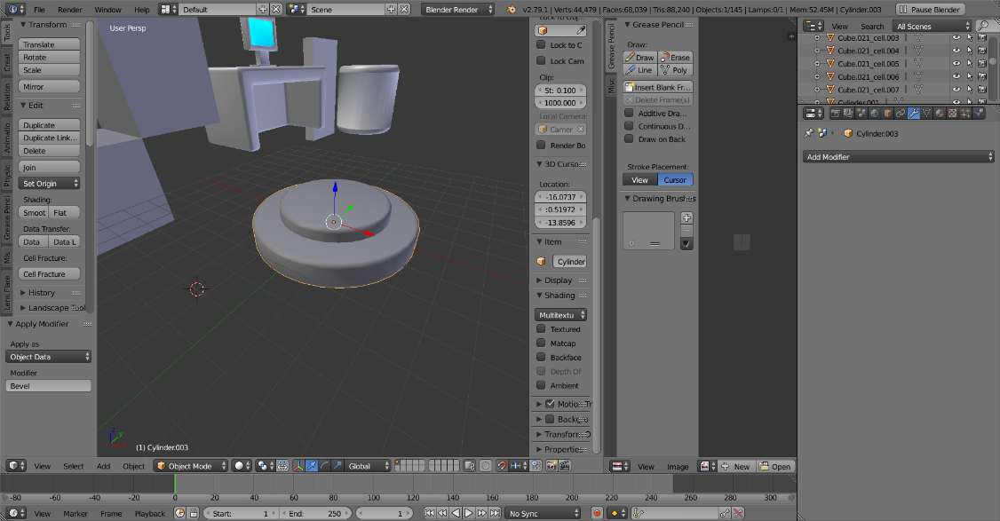 File Render Window Help Default Scene Blender Render v2.79.1 | Verts:44,479 | Faces:68,039 | Tris:88,240 | Objects:1/145 | Lamps:0/1 | Mem:52.45M | Cylinder.003 Pause Blender
Tools
Creat
Relation
Animatio
Physic
Grease Pencil
Mis
Lens Flare
Transform
Translate
Rotate
Scale
Mirror
Edit
Duplicate
Duplicate Link...
Delete
Join
Set Origin
Shading:
Smoot Flat
Data Transfer:
Data Data L
Cell Fracture:
Cell Fracture
History
Landscape Tool
Apply Modifier
Apply as
Object Data
Modifier
Bevel
User Persp
(1) Cylinder.003
Lock to C
Lock Cam
Clip:
St: 0.100
1000.000
Local Camera:
Camer
Render Bo
3D Curso
Location:
-16.0737
:0.51972
-13.8596
Item
Cylinder
Display
Shading
Multitextu
Textured
Matcap
Backface
Depth Of
Ambient
Motion Tr
Backg
Transform O
Propertie
Grease Pencil
Misc
Grease Pencil
Draw:
Draw Erase
Line Poly
Insert Blank Fr...
Delete Frame(s)
Additive Dra...
Continuous D...
Draw on Back
Stroke Placement:
View Cursor
Drawing Brushes
View Search All Scenes
Cube.021_cell.003
Cube.021_cell.004
Cube.021_cell.005
Cube.021_cell.006
Cube.021_cell.007
Cylinder.001
Cylinder.003
Add Modifier
View Select Add Object Object Mode Global
View Image New Open
-80 -60 -40 -20 0 20 40 60 80 100 120 140 160 180 200 220 240 260 280 300
View Marker Frame Playback Start: 1 End: 250 1 No Sync